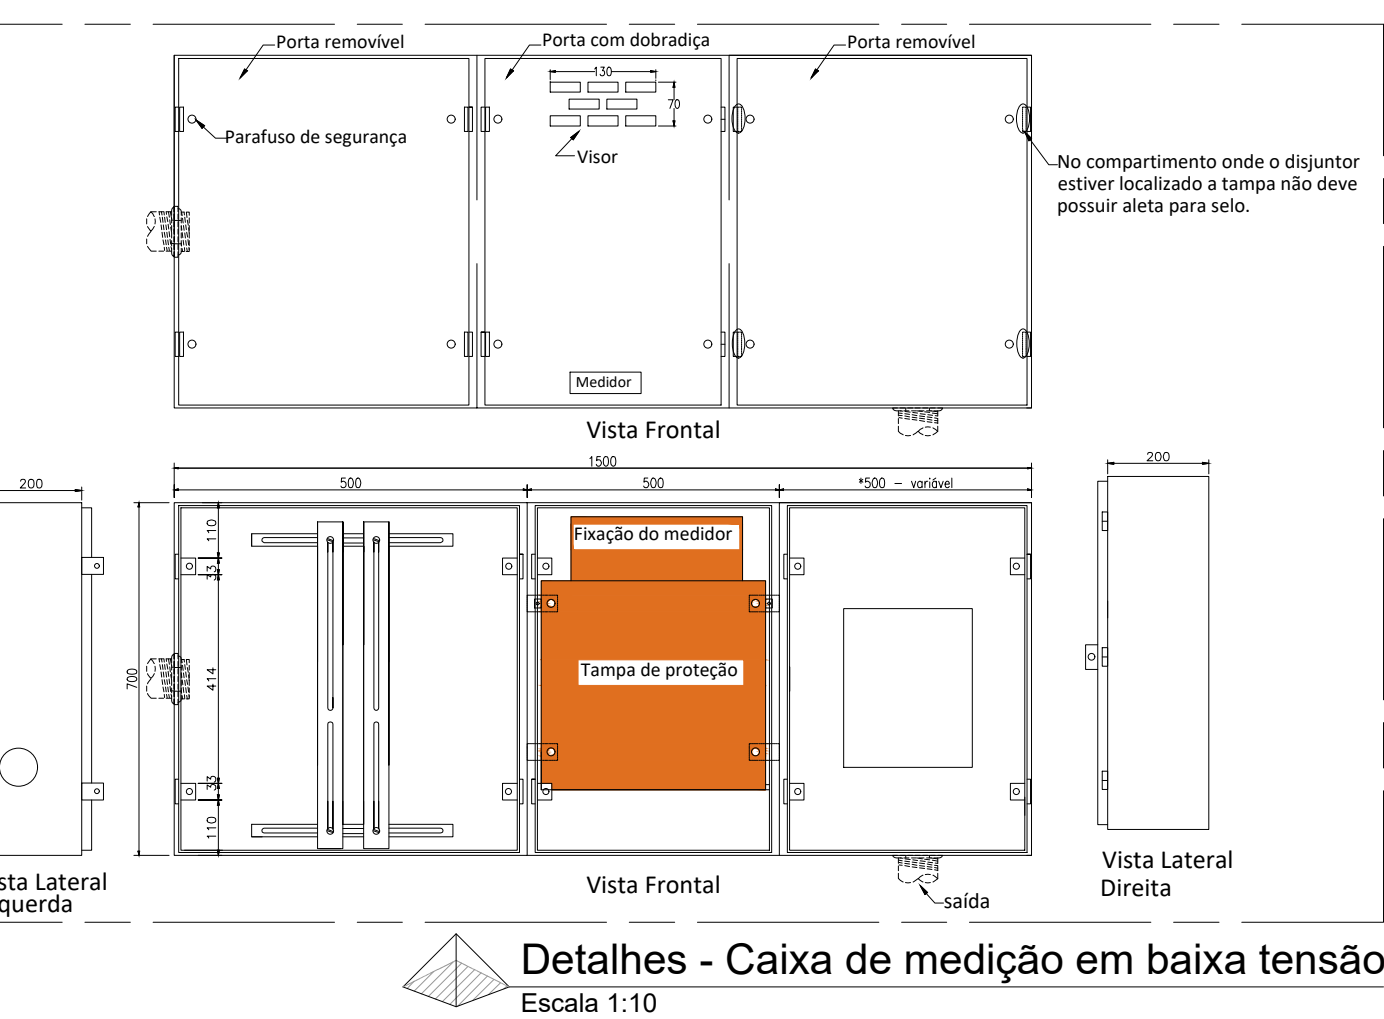 Porta removível
Porta com dobradiça
Porta removível
130
70
Parafuso de segurança
Visor
No compartimento onde o disjuntor
estiver localizado a tampa não deve
possuir aleta para selo.
Medidor
Vista Frontal
1500
200
500
500
*500 - variável
200
110
33
414
33
110
700
Fixação do medidor
Tampa de proteção
sta Lateral
querda
Vista Frontal
saída
Vista Lateral
Direita
Detalhes - Caixa de medição em baixa tensão
Escala 1:10